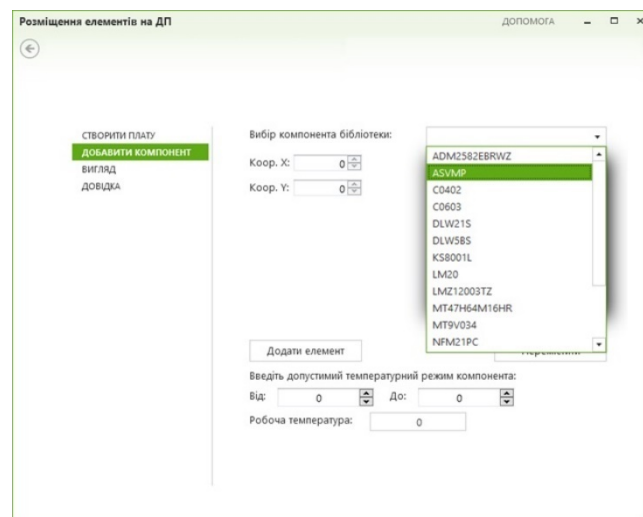 Розміщення елементів на ДП
ДОПОМОГА
СТВОРИТИ ПЛАТУ
ДОБАВИТИ КОМПОНЕНТ
ВИГЛЯД
ДОВІДКА
Вибір компонента бібліотеки:
Коор. X: 0
Коор. Y: 0
ADM2582EBRWZ
ASVMP
C0402
C0603
DLW21S
DLW5BS
KS8001L
LM20
LMZ12003TZ
MT47H64M16HR
MT9V034
NFM21PC
Додати елемент
Введіть допустимий температурний режим компонента:
Від: 0 До: 0
Робоча температура: 0